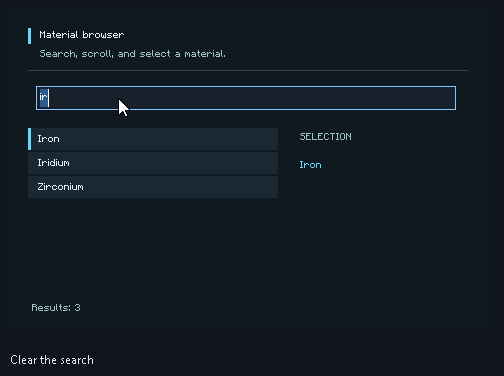 Material browser
Search, scroll, and select a material.
ir
Iron
Iridium
Zirconium
SELECTION
Iron
Results: 3
Clear the search